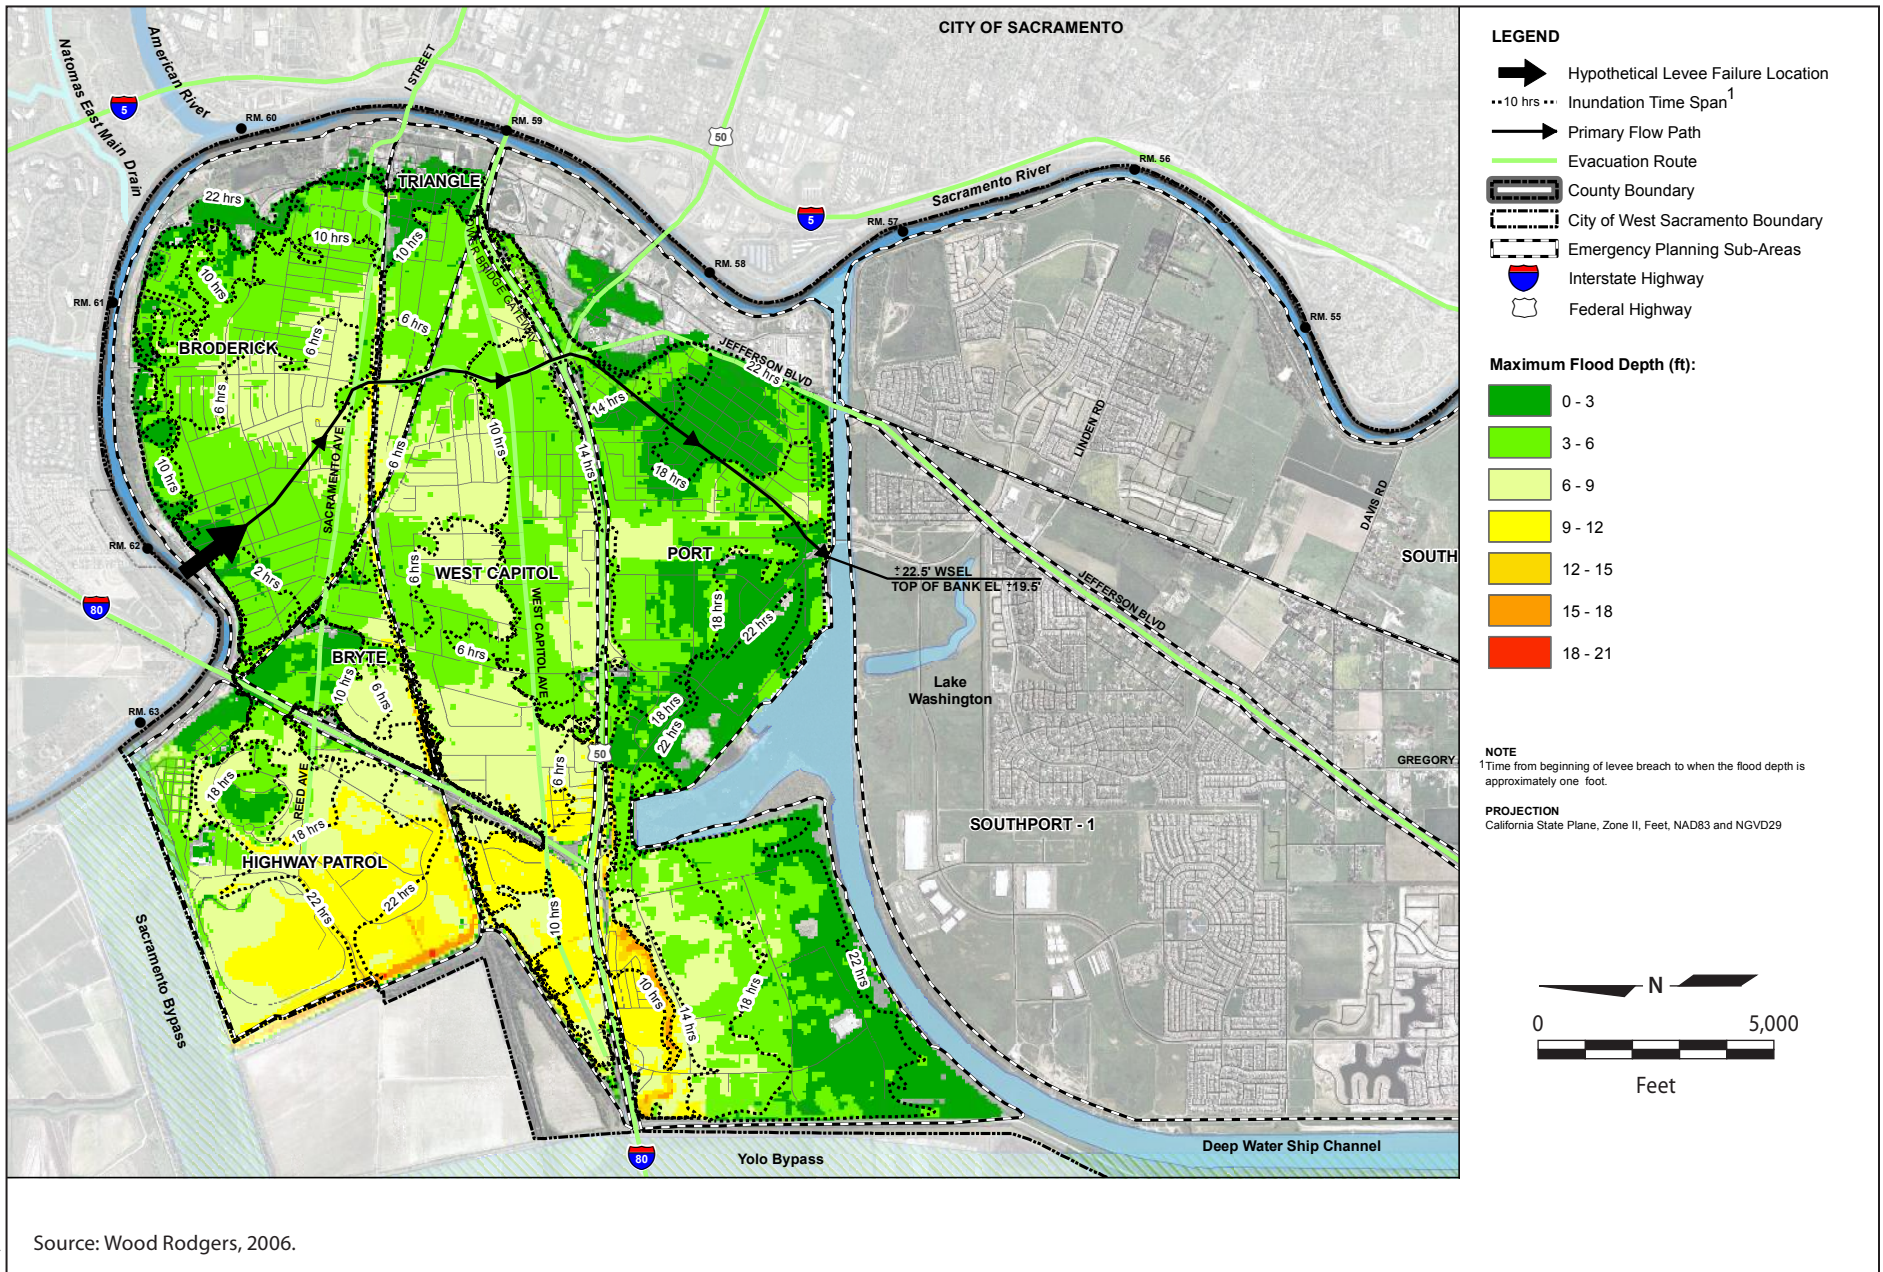 CITY OF SACRAMENTO
Natomas East Main Drain
American River
I STREET
5
RM. 60
RM. 59
50
RM. 56
Sacramento River
5
RM. 57
RM. 58
RM. 55
RM. 61
RM. 62
RM. 63
TRIANGLE
22 hrs
10 hrs
10 hrs
10 hrs
6 hrs
6 hrs
BRODERICK
6 hrs
JEFFERSON BLVD
22 hrs
14 hrs
10 hrs
10 hrs
14 hrs
6 hrs
SACRAMENTO AVE
18 hrs
LINDEN RD
DAVIS RD
SOUTH
PORT
2 hrs
6 hrs
WEST CAPITOL
± 22.5' WSEL
TOP OF BANK EL ±19.5'
JEFFERSON BLVD
18 hrs
22 hrs
WEST CAPITOL AVE
80
BRYTE
6 hrs
10 hrs
6 hrs
Lake
Washington
18 hrs
22 hrs
50
6 hrs
GREGORY
18 hrs
REED AVE
18 hrs
SOUTHPORT - 1
HIGHWAY PATROL
22 hrs
22 hrs
10 hrs
Sacramento Bypass
22 hrs
10 hrs
18 hrs
14 hrs
80
Yolo Bypass
Deep Water Ship Channel
LEGEND
Hypothetical Levee Failure Location
10 hrs Inundation Time Span1
Primary Flow Path
Evacuation Route
County Boundary
City of West Sacramento Boundary
Emergency Planning Sub-Areas
Interstate Highway
Federal Highway
Maximum Flood Depth (ft):
0 - 3
3 - 6
6 - 9
9 - 12
12 - 15
15 - 18
18 - 21
NOTE
1Time from beginning of levee breach to when the flood depth is
approximately one foot.
PROJECTION
California State Plane, Zone II, Feet, NAD83 and NGVD29
N
0 5,000
Feet
Source: Wood Rodgers, 2006.